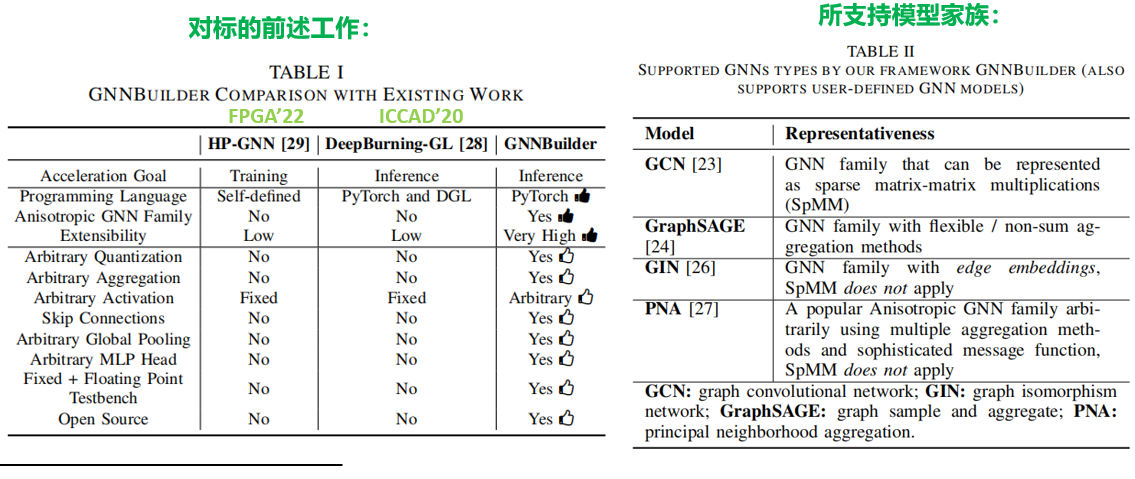 对标的前述工作：
TABLE I
GNNBUILDER COMPARISON WITH EXISTING WORK
FPGA’22 ICCAD’20
HP-GNN [29] DeepBurning-GL [28] GNNBuilder
Acceleration Goal Training Inference Inference
Programming Language Self-defined PyTorch and DGL PyTorch
Anisotropic GNN Family No No Yes
Extensibility Low Low Very High
Arbitrary Quantization No No Yes
Arbitrary Aggregation No No Yes
Arbitrary Activation Fixed Fixed Arbitrary
Skip Connections No No Yes
Arbitrary Global Pooling No No Yes
Arbitrary MLP Head No No Yes
Fixed + Floating Point
Testbench No No Yes
Open Source No No Yes
所支持模型家族：
TABLE II
SUPPORTED GNNS TYPES BY OUR FRAMEWORK GNNBUILDER (ALSO
SUPPORTS USER-DEFINED GNN MODELS)
Model Representativeness
GCN [23] GNN family that can be represented
as sparse matrix-matrix multiplications
(SpMM)
GraphSAGE GNN family with flexible / non-sum ag-
[24] gregation methods
GIN [26] GNN family with edge embeddings,
SpMM does not apply
PNA [27] A popular Anisotropic GNN family arbi-
trarily using multiple aggregation meth-
ods and sophisticated message function,
SpMM does not apply
GCN: graph convolutional network; GIN: graph isomorphism
network; GraphSAGE: graph sample and aggregate; PNA:
principal neighborhood aggregation.